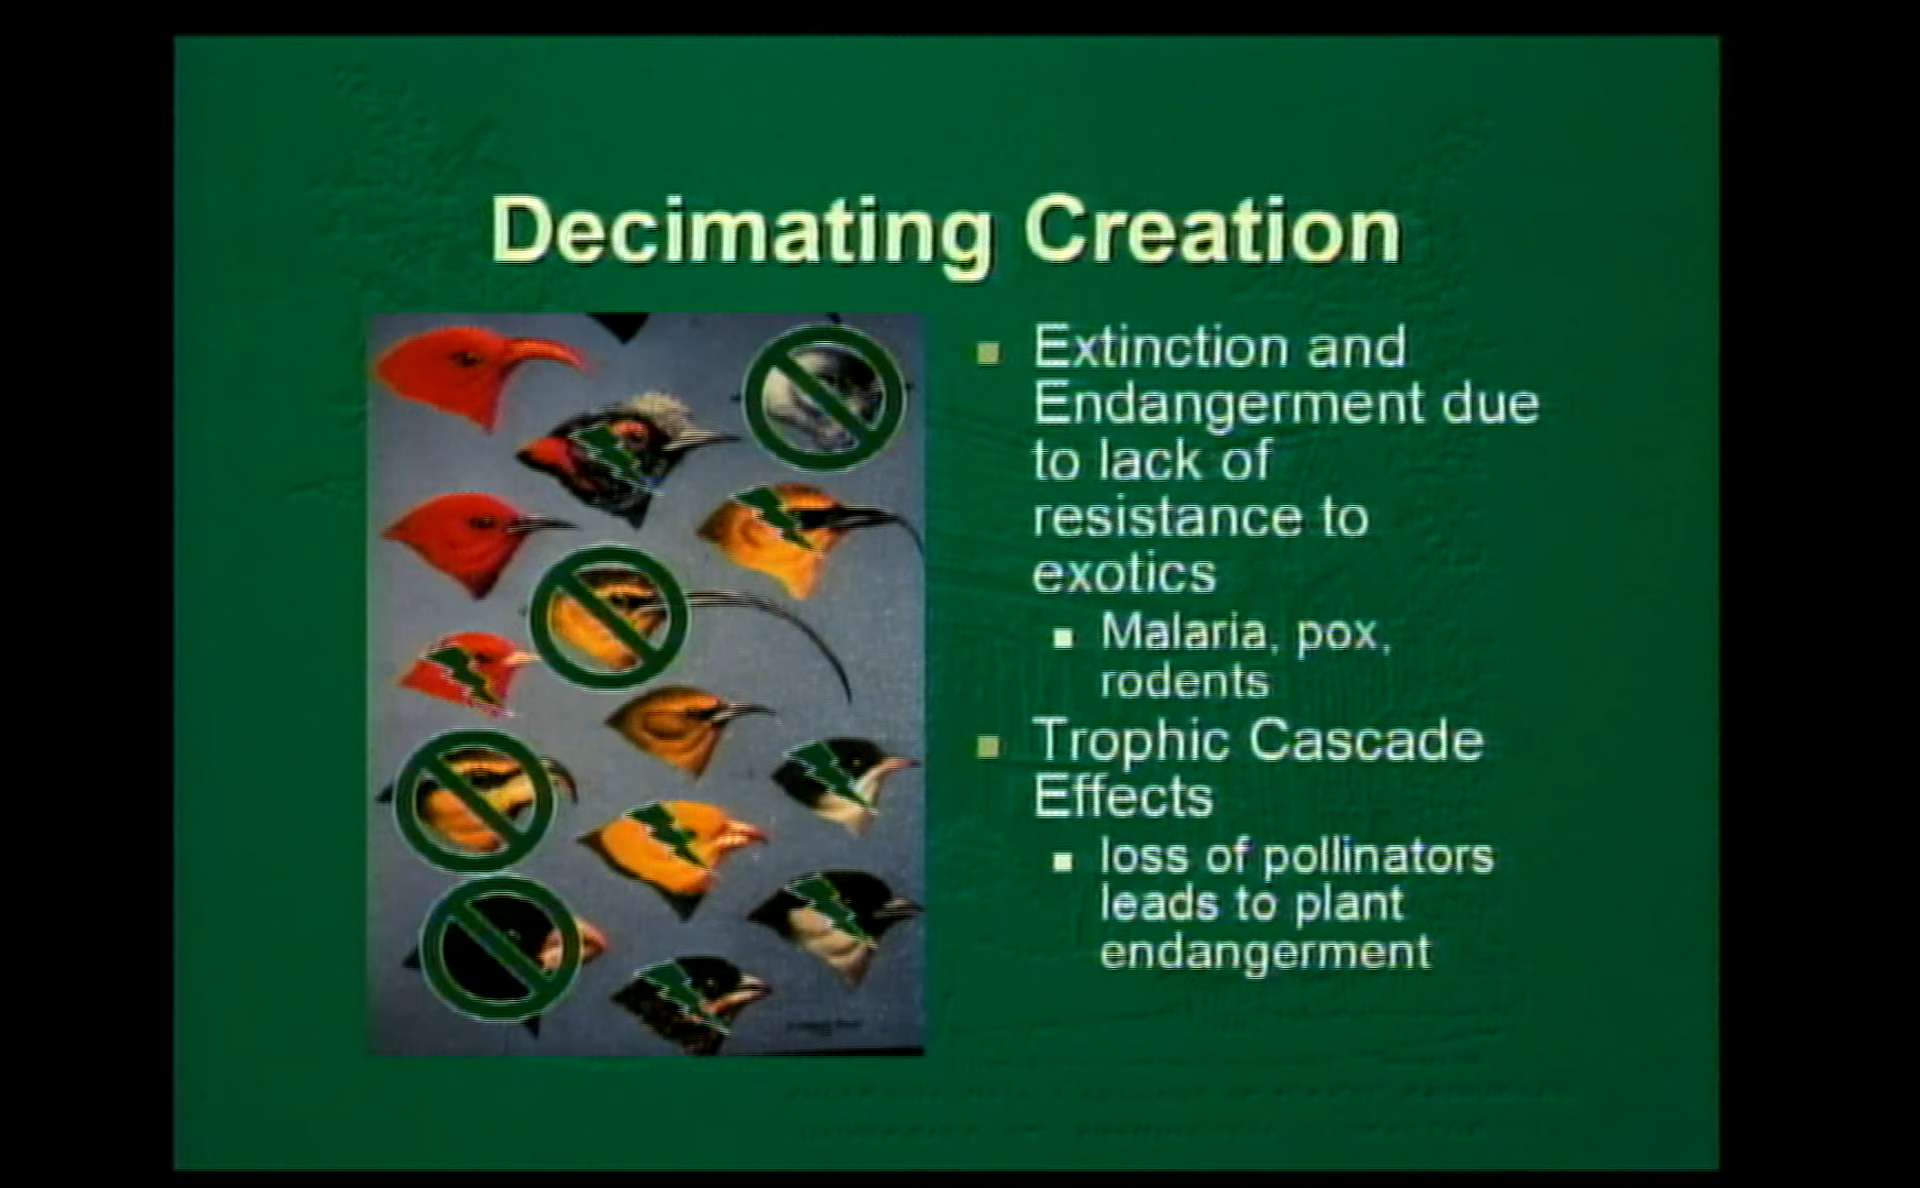 Decimating Creation
Extinction and
Endangerment due
to lack of
resistance to
exotics
Malaria, pox,
rodents
Trophic Cascade
Effects
loss of pollinators
leads to plant
endangerment